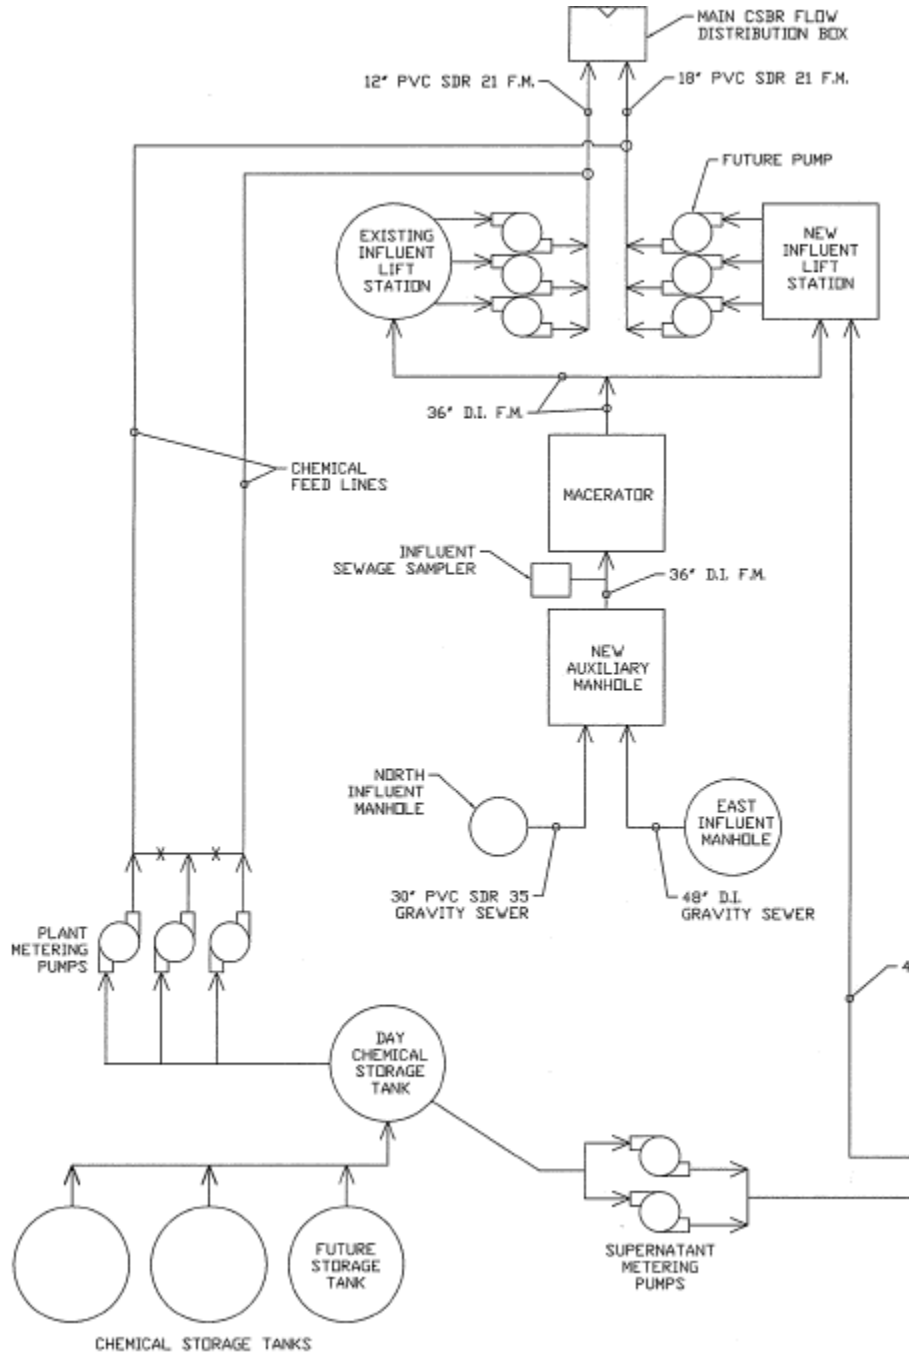 MAIN CSBR FLOW
DISTRIBUTION BOX
12" PVC SDR 21 F.M.
18" PVC SDR 21 F.M.
FUTURE PUMP
EXISTING
INFLUENT
LIFT
STATION
NEW
INFLUENT
LIFT
STATION
36" D.I. F.M.
CHEMICAL
FEED LINES
MACERATOR
INFLUENT
SEWAGE SAMPLER
36" D.I. F.M.
NEW
AUXILIARY
MANHOLE
NORTH
INFLUENT
MANHOLE
EAST
INFLUENT
MANHOLE
30" PVC SDR 35
GRAVITY SEWER
48" D.I.
GRAVITY SEWER
PLANT
METERING
PUMPS
4
DAY
CHEMICAL
STORAGE
TANK
FUTURE
STORAGE
TANK
SUPERNATANT
METERING
PUMPS
CHEMICAL STORAGE TANKS